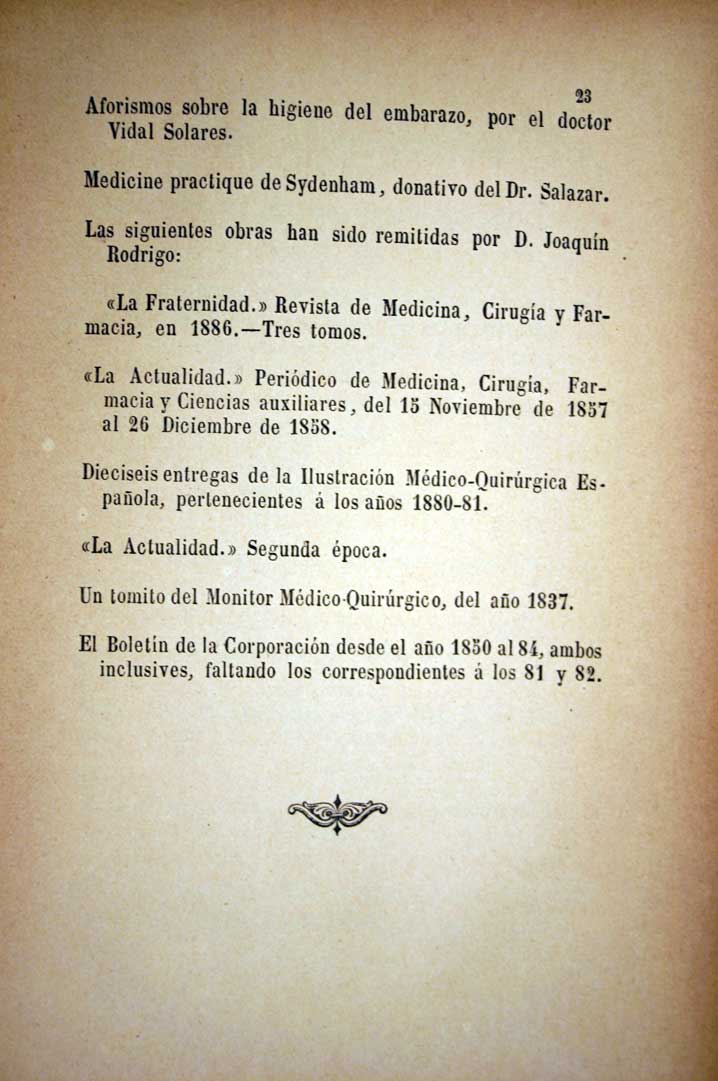 23
Aforismos sobre la higiene del embarazo, por el doctor
Vidal Solares.
Medicine practique de Sydenham, donativo del Dr. Salazar.
Las siguientes obras han sido remitidas por D. Joaquín
Rodrigo:
«La Fraternidad.» Revista de Medicina, Cirugía y Far-
macia, en 1886.—Tres tomos.
«La Actualidad.» Periódico de Medicina, Cirugía, Far-
macia y Ciencias auxiliares, del 15 Noviembre de 1857
al 26 Diciembre de 1858.
Dieciseis entregas de la Ilustración Médico-Quirúrgica Es-
pañola, pertenecientes á los años 1880-81.
«La Actualidad.» Segunda época.
Un tomito del Monitor Médico-Quirúrgico, del año 1837.
El Boletín de la Corporación desde el año 1850 al 84, ambos
inclusives, faltando los correspondientes á los 81 y 82.